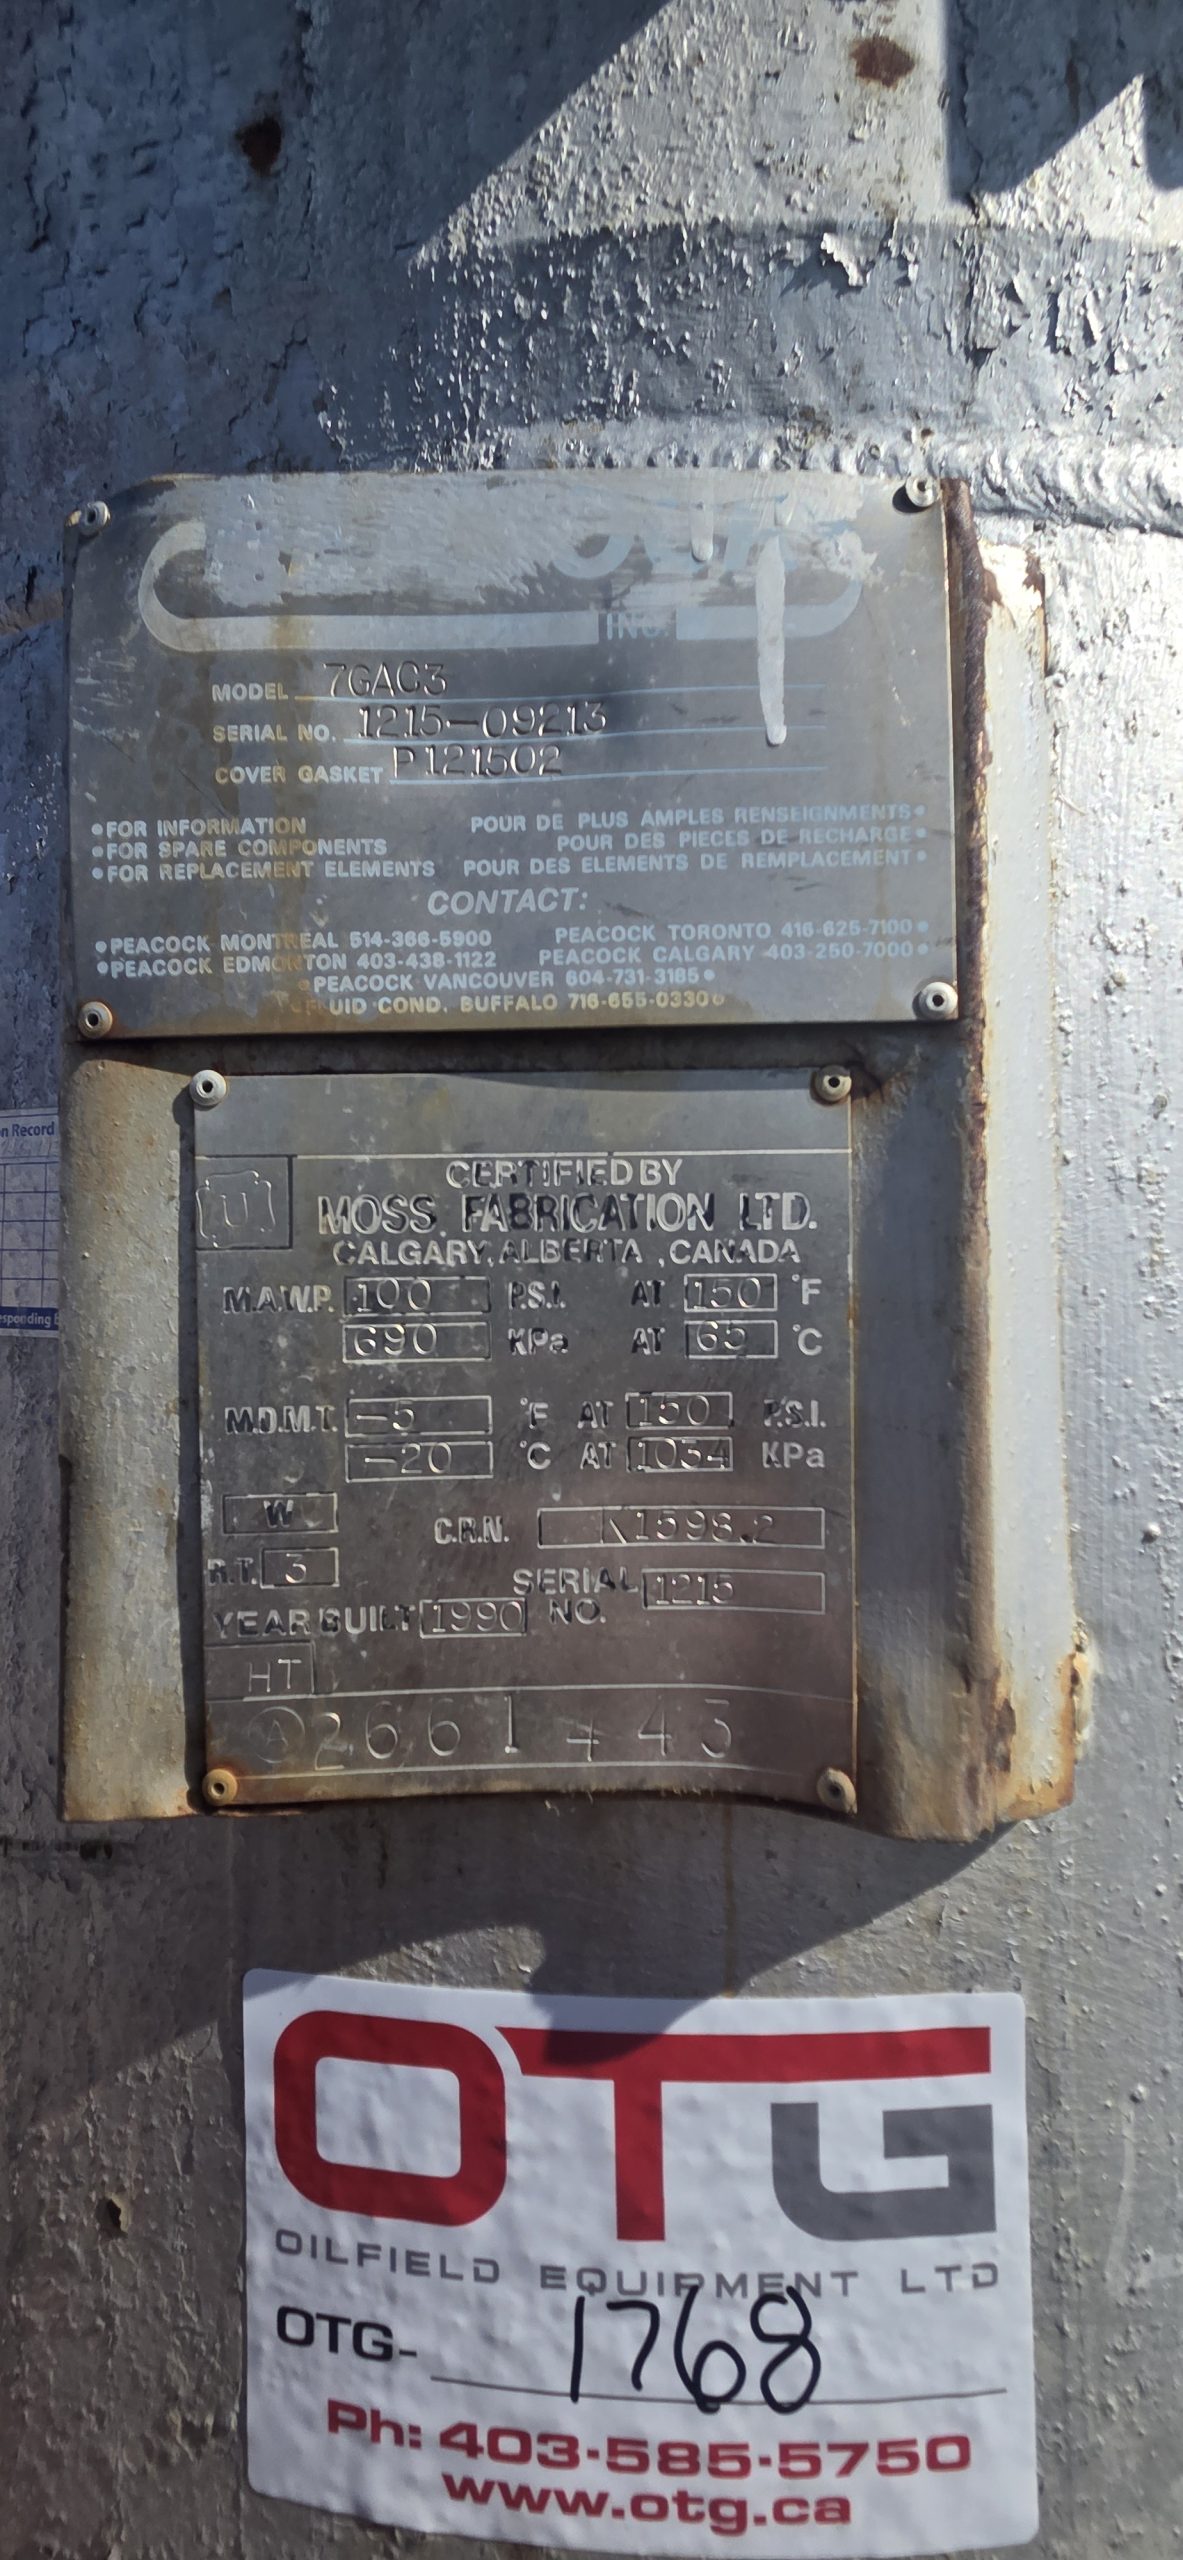 INC.
MODEL 7GAC3
SERIAL NO. 1215-09213
COVER GASKET P121502
•FOR INFORMATION POUR DE PLUS AMPLES RENSEIGNMENTS•
•FOR SPARE COMPONENTS POUR DES PIECES DE RECHARGE•
•FOR REPLACEMENT ELEMENTS POUR DES ELEMENTS DE REMPLACEMENT•
CONTACT:
•PEACOCK MONTREAL 514-366-5900 PEACOCK TORONTO 416-625-7100•
•PEACOCK EDMONTON 403-438-1122 PEACOCK CALGARY 403-250-7000•
•PEACOCK VANCOUVER 604-731-3185•
COND. BUFFALO 716-655-0330•
n Record
esponding
U
CERTIFIED BY
MOSS FABRICATION LTD.
CALGARY, ALBERTA, CANADA
M.A.W.P. 100 P.S.I. AT 150 °F
690 KPa AT 65 °C
M.D.M.T. -5 °F AT 150 P.S.I.
-20 °C AT 1034 KPa
W
C.R.N. K1598.2
R.T. 3
SERIAL NO. 1215
YEAR BUILT 1990
HT
A 2661443
OTG
OILFIELD EQUIPMENT LTD
OTG- 1768
Ph: 403-585-5750
www.otg.ca